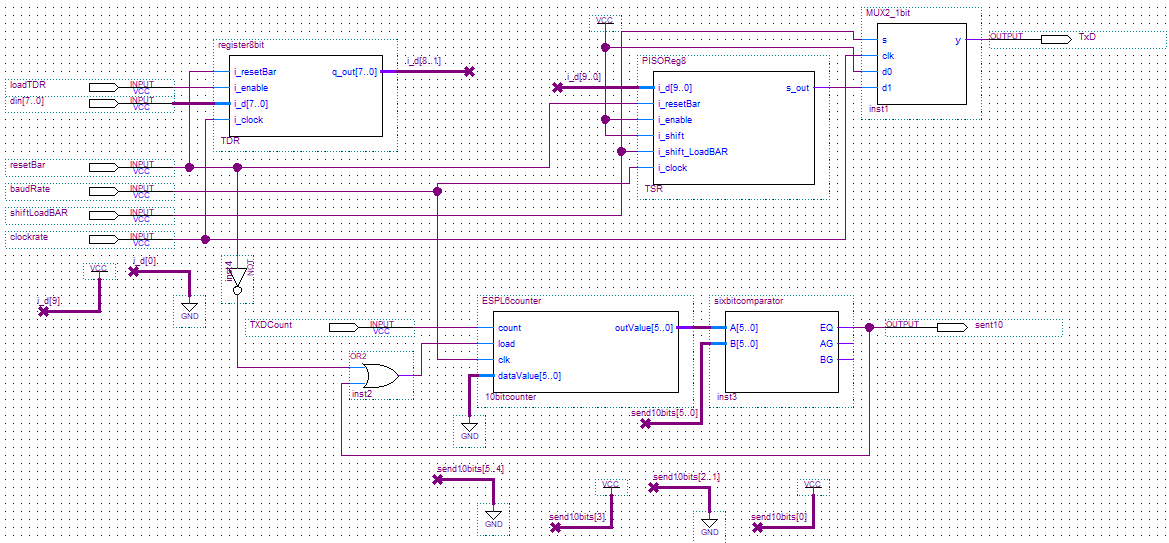 register8bit
i_resetBar
i_enable
i_d[7..0]
i_clock
q_out[7..0]
TDR
i_d[8..1]
loadTDR
INPUT
VCC
din[7..0]
INPUT
VCC
resetBar
INPUT
VCC
baudRate
INPUT
VCC
shiftLoadBAR
INPUT
VCC
clockrate
INPUT
VCC
VCC
i_d[9..0]
PISOReg8
i_d[9..0]
i_resetBar
i_enable
i_shift
i_shift_LoadBAR
i_clock
s_out
TSR
MUX2_1bit
s
clk
d0
d1
y
inst1
OUTPUT
TxD
VCC
i_d[9]
i_d[0]
GND
inst4
NOT
TXDCount
INPUT
VCC
OR2
inst2
ESPL6counter
count
load
clk
dataValue[5..0]
outValue[5..0]
10bitcounter
GND
sixbitcomparator
A[5..0]
B[5..0]
EQ
AG
BG
inst3
OUTPUT
sent10
send10bits[5..0]
send10bits[5..4]
GND
VCC
send10bits[3]
send10bits[2..1]
GND
VCC
send10bits[0]